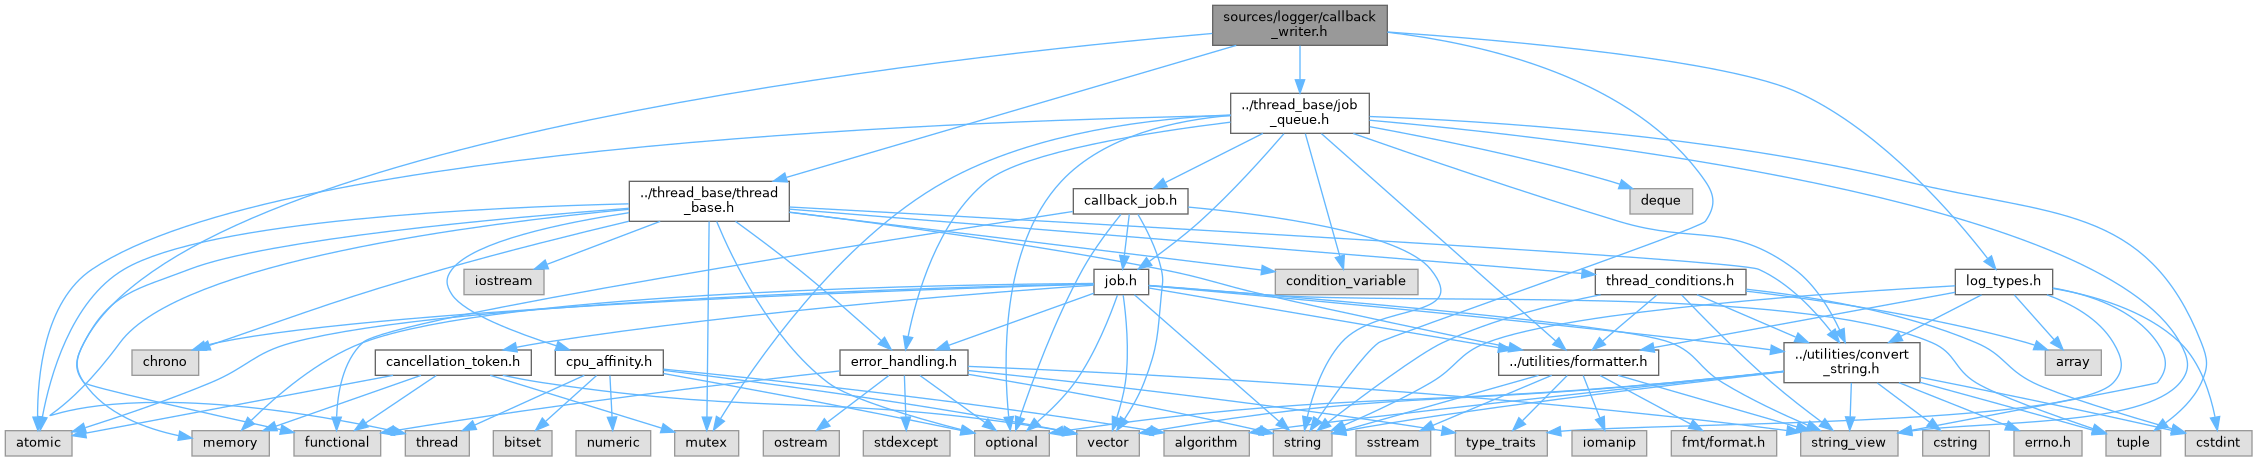 sources/logger/callback
_writer.h
../thread_base/job
_queue.h
../thread_base/thread
_base.h
callback_job.h
deque
iostream
condition_variable
job.h
thread_conditions.h
log_types.h
chrono
cancellation_token.h
cpu_affinity.h
error_handling.h
../utilities/formatter.h
../utilities/convert
_string.h
array
atomic
memory
functional
thread
bitset
numeric
mutex
ostream
stdexcept
optional
vector
algorithm
string
sstream
type_traits
iomanip
fmt/format.h
string_view
cstring
errno.h
tuple
cstdint